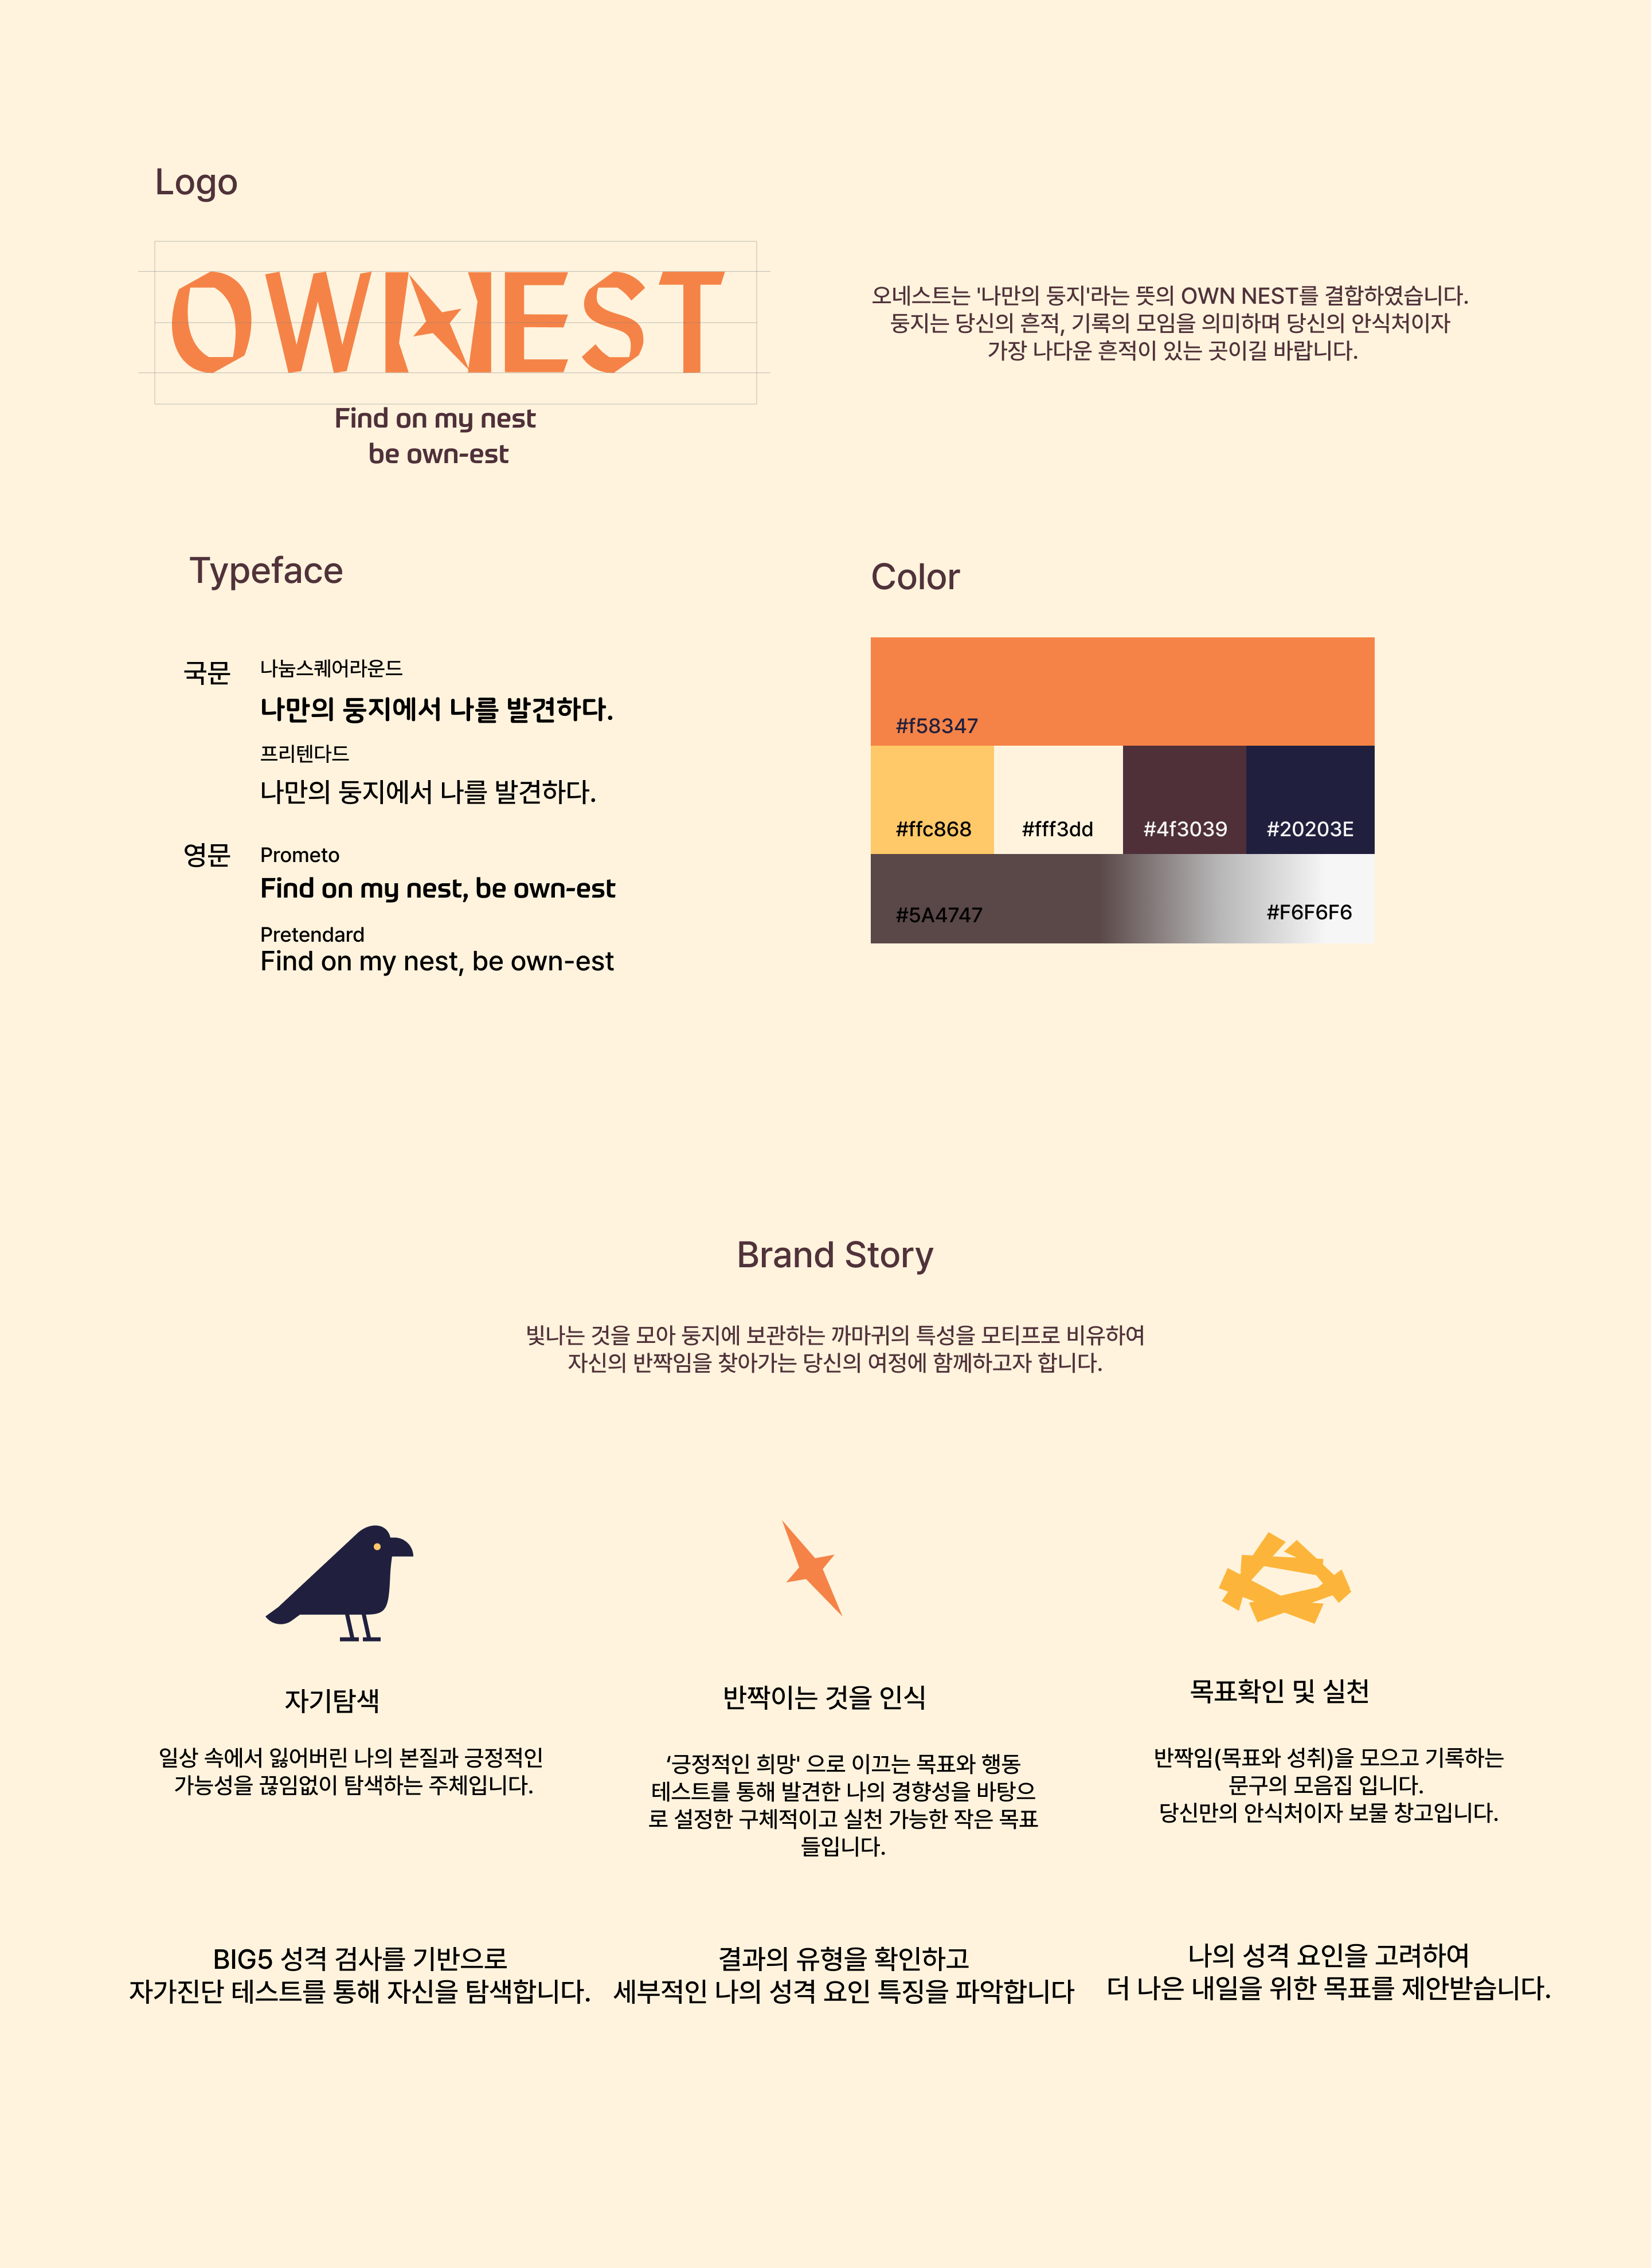 Logo
OWNEST
Find on my nest
be own-est
오네스트는 '나만의 둥지'라는 뜻의 OWN NEST를 결합하였습니다.
둥지는 당신의 흔적, 기록의 모임을 의미하며 당신의 안식처이자
가장 나다운 흔적이 있는 곳이길 바랍니다.
Typeface
국문
나눔스퀘어라운드
나만의 둥지에서 나를 발견하다.
프리텐다드
나만의 둥지에서 나를 발견하다.
영문
Prometo
Find on my nest, be own-est
Pretendard
Find on my nest, be own-est
Color
#f58347
#ffc868
#fff3dd
#4f3039
#20203E
#5A4747
#F6F6F6
Brand Story
빛나는 것을 모아 둥지에 보관하는 까마귀의 특성을 모티프로 비유하여
자신의 반짝임을 찾아가는 당신의 여정에 함께하고자 합니다.
자기탐색
일상 속에서 잃어버린 나의 본질과 긍정적인
가능성을 끊임없이 탐색하는 주체입니다.
BIG5 성격 검사를 기반으로
자가진단 테스트를 통해 자신을 탐색합니다.
반짝이는 것을 인식
‘긍정적인 희망' 으로 이끄는 목표와 행동
테스트를 통해 발견한 나의 경향성을 바탕으
로 설정한 구체적이고 실천 가능한 작은 목표
들입니다.
결과의 유형을 확인하고
세부적인 나의 성격 요인 특징을 파악합니다
목표확인 및 실천
반짝임(목표와 성취)을 모으고 기록하는
문구의 모음집 입니다.
당신만의 안식처이자 보물 창고입니다.
나의 성격 요인을 고려하여
더 나은 내일을 위한 목표를 제안받습니다.